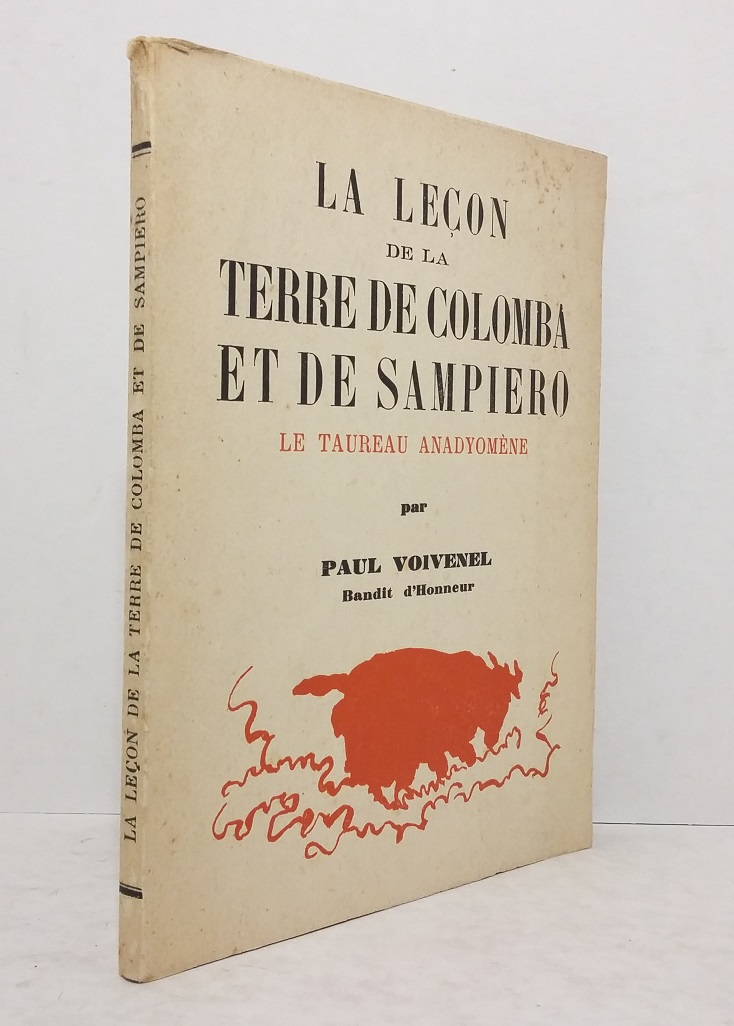 LA LEÇON DE LA TERRE DE COLOMBA ET DE SAMPIERO
LA LEÇON
DE LA
TERRE DE COLOMBA
ET DE SAMPIERO
LE TAUREAU ANADYOMÈNE
par
PAUL VOIVENEL
Bandit d'Honneur